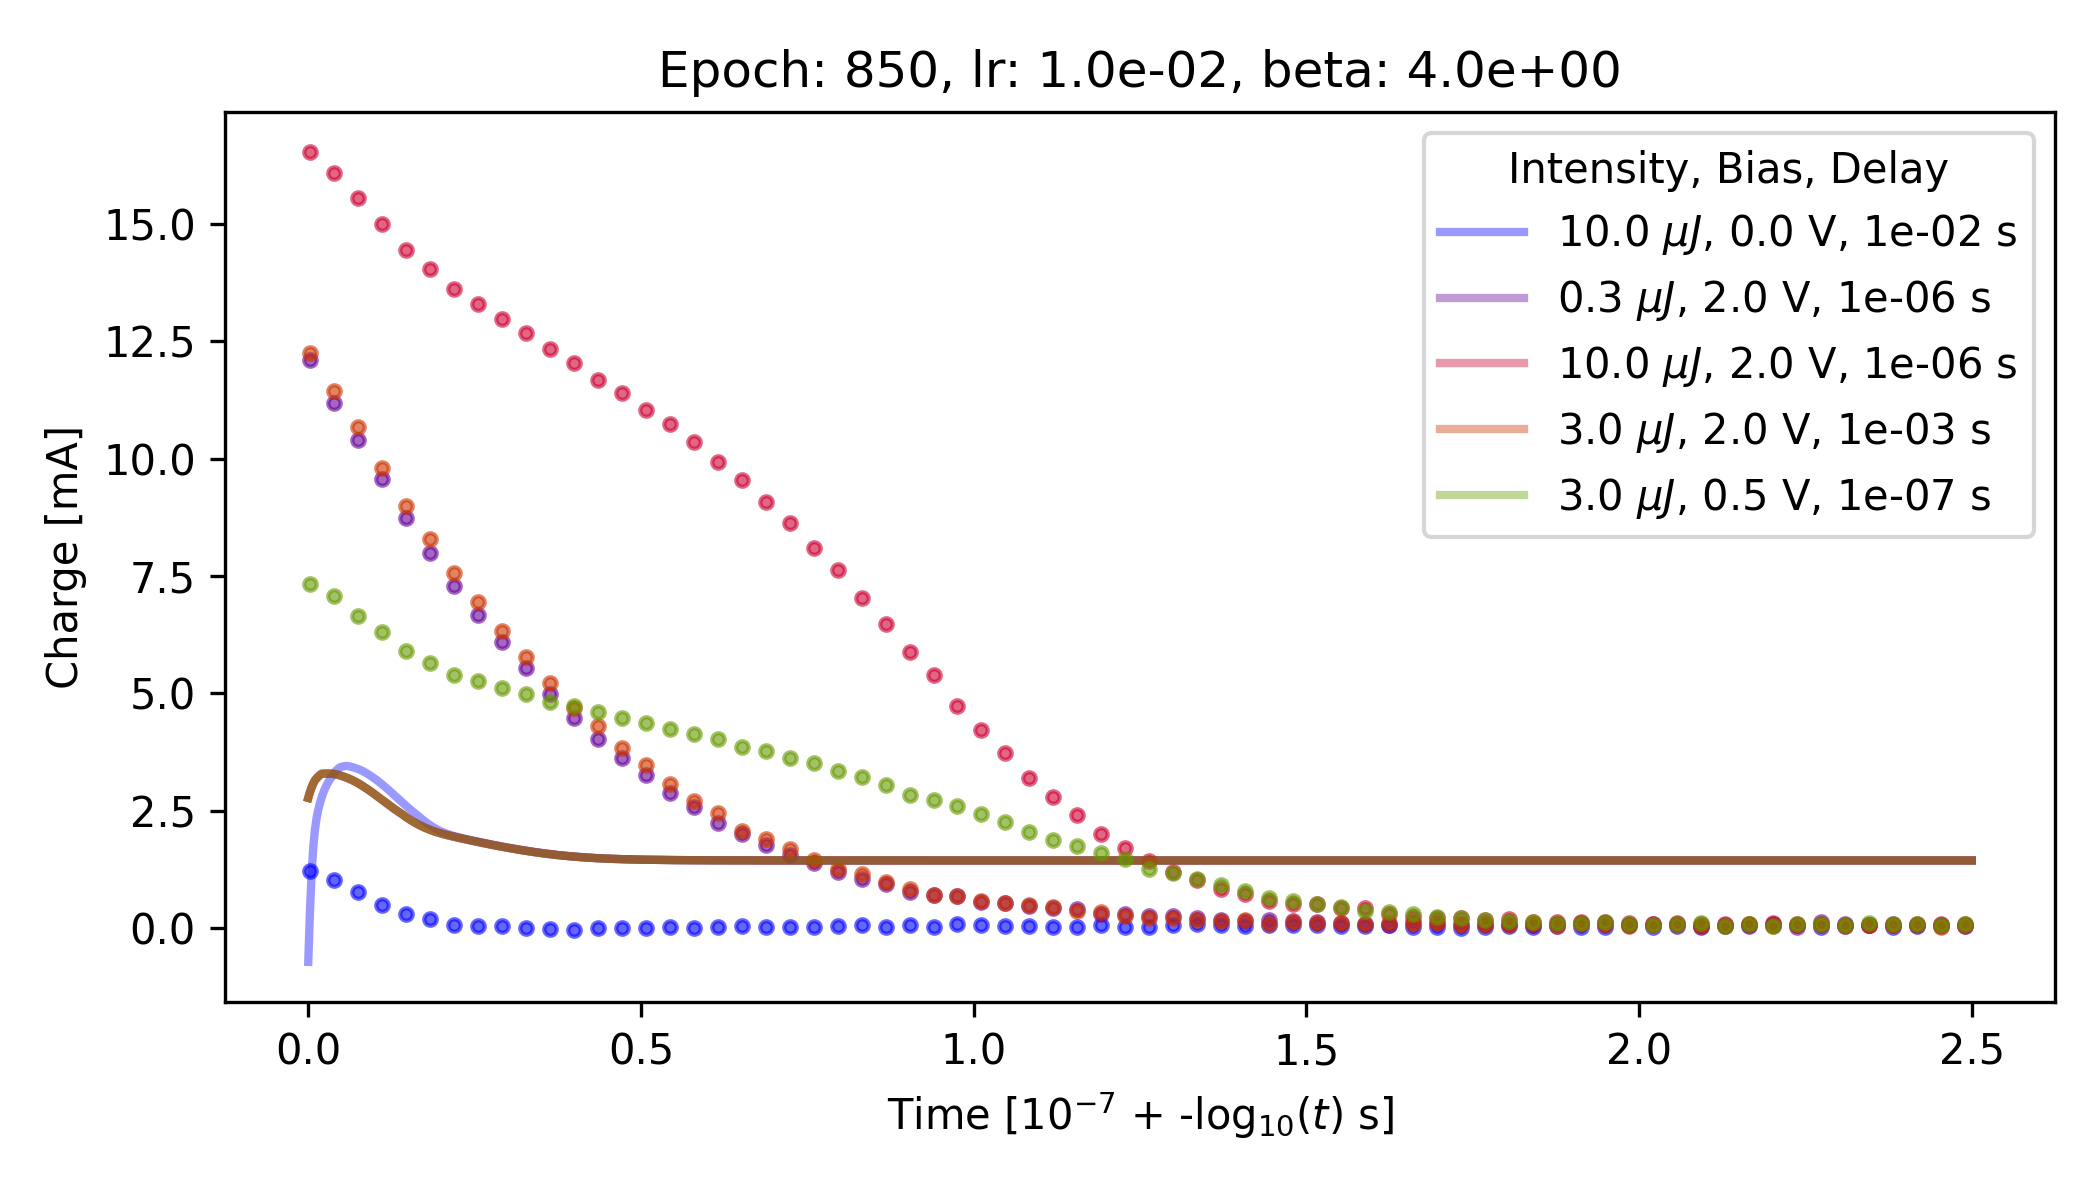 Epoch: 850, lr: 1.0e-02, beta: 4.0e+00
Intensity, Bias, Delay
10.0 μJ, 0.0 V, 1e-02 s
0.3 μJ, 2.0 V, 1e-06 s
10.0 μJ, 2.0 V, 1e-06 s
3.0 μJ, 2.0 V, 1e-03 s
3.0 μJ, 0.5 V, 1e-07 s
Charge [mA]
15.0
12.5
10.0
7.5
5.0
2.5
0.0
0.0 0.5 1.0 1.5 2.0 2.5
Time [10⁻⁷ + -log₁₀(t) s]